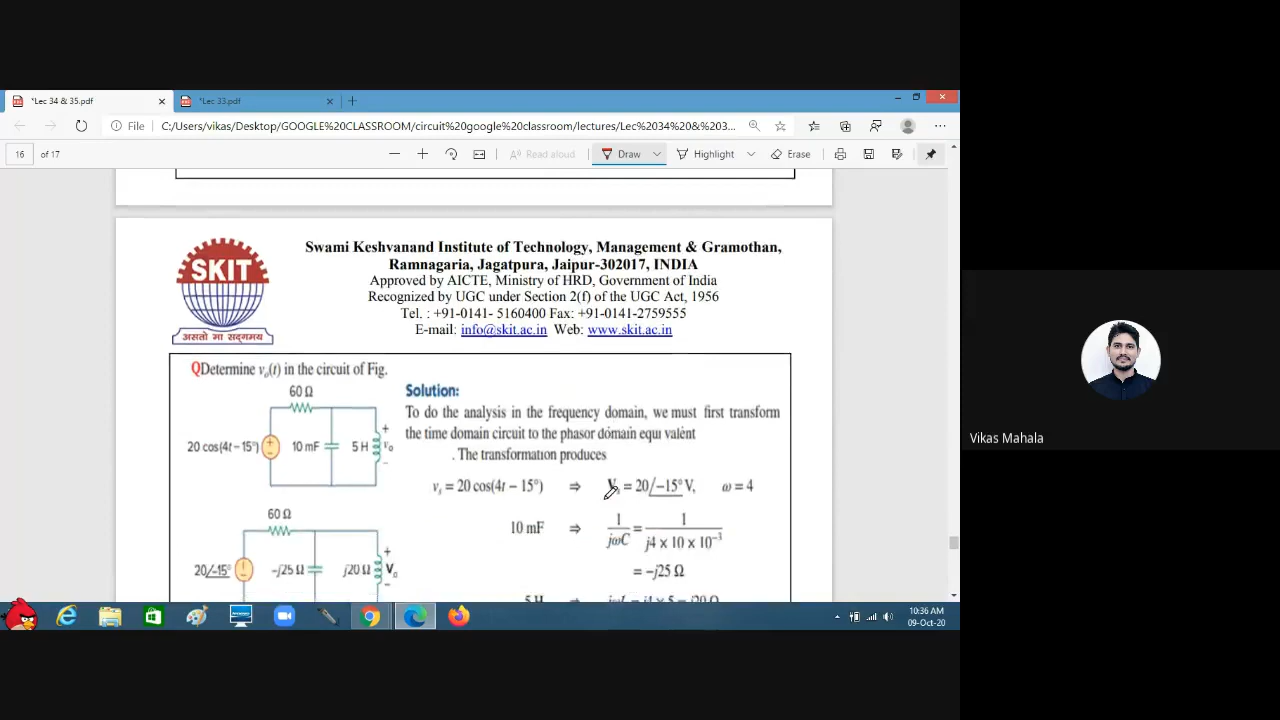 *Lec 34 & 35.pdf
*Lec 33.pdf
File
C:/Users/vikas/Desktop/GOOGLE%20CLASSROOM/circuit%20google%20classroom/lectures/Lec%2034%20&%203...
16 of 17
Read aloud
Draw
Highlight
Erase
SKIT
असतो मा सद्गमय
Swami Keshvanand Institute of Technology, Management & Gramothan,
Ramnagaria, Jagatpura, Jaipur-302017, INDIA
Approved by AICTE, Ministry of HRD, Government of India
Recognized by UGC under Section 2(f) of the UGC Act, 1956
Tel. : +91-0141- 5160400 Fax: +91-0141-2759555
E-mail: info@skit.ac.in Web: www.skit.ac.in
QDetermine vo(t) in the circuit of Fig.
60 Ω
20 cos(4t – 15°)
10 mF
5 H
+
vo
–
Solution:
To do the analysis in the frequency domain, we must first transform
the time domain circuit to the phasor domain equi valent
. The transformation produces
vs = 20 cos(4t – 15°) ⇒ Vs = 20/–15° V, ω = 4
10 mF ⇒ 1/jωC = 1/j4 × 10 × 10⁻³
= –j25 Ω
5 H ⇒ jωL = j4 × 5 = j20 Ω
60 Ω
20/–15°
–j25 Ω
j20 Ω
+
Vo
–
Vikas Mahala
10:36 AM
09-Oct-20